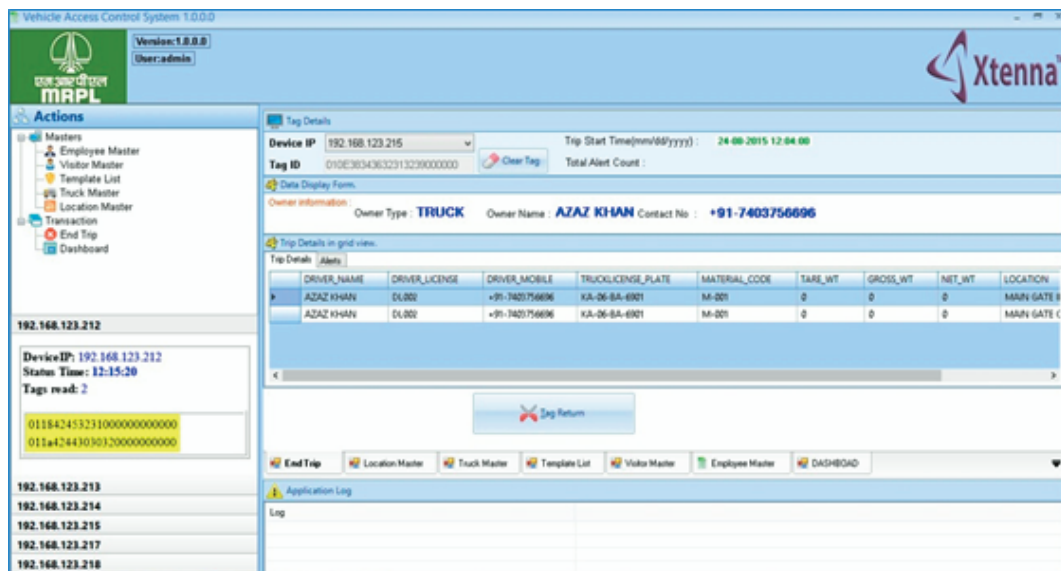 Vehicle Access Control System 1.0.0.0
एम आर पी एल
MRPL
Version:1.0.0.0
User:admin
Xtenna
Actions
Masters
Employee Master
Visitor Master
Template List
Truck Master
Location Master
Transaction
End Trip
Dashboard
192.168.123.212
DeviceIP: 192.168.123.212
Status Time: 12:15:20
Tags read: 2
01184245323100000000000
011a42443030320000000000
192.168.123.213
192.168.123.214
192.168.123.215
192.168.123.217
192.168.123.218
Tag Details
Device IP 192.168.123.215 Trip Start Time(mm/dd/yyyy) : 24-08-2015 12:04:00
Tag ID Clear Tag Total Alert Count :
Data Display Form.
Owner information :
Owner Type : TRUCK Owner Name : AZAZ KHAN Contact No : +91-7403756696
Trip Details in grid view.
Trip Details Alerts
DRIVER_NAME DRIVER_LICENSE DRIVER_MOBILE TRUCKLICENSE_PLATE MATERIAL_CODE TARE_WT GROSS_WT NET_WT LOCATION
AZAZ KHAN DL002 +91-7403756696 KA-06-BA-6901 M-001 0 0 0 MAIN GATE
AZAZ KHAN DL002 +91-7403756696 KA-06-BA-6901 M-001 0 0 0 MAIN GATE
Tag Return
End Trip Location Master Truck Master Template List Visitor Master Employee Master DASHBOAD
Application Log
Log